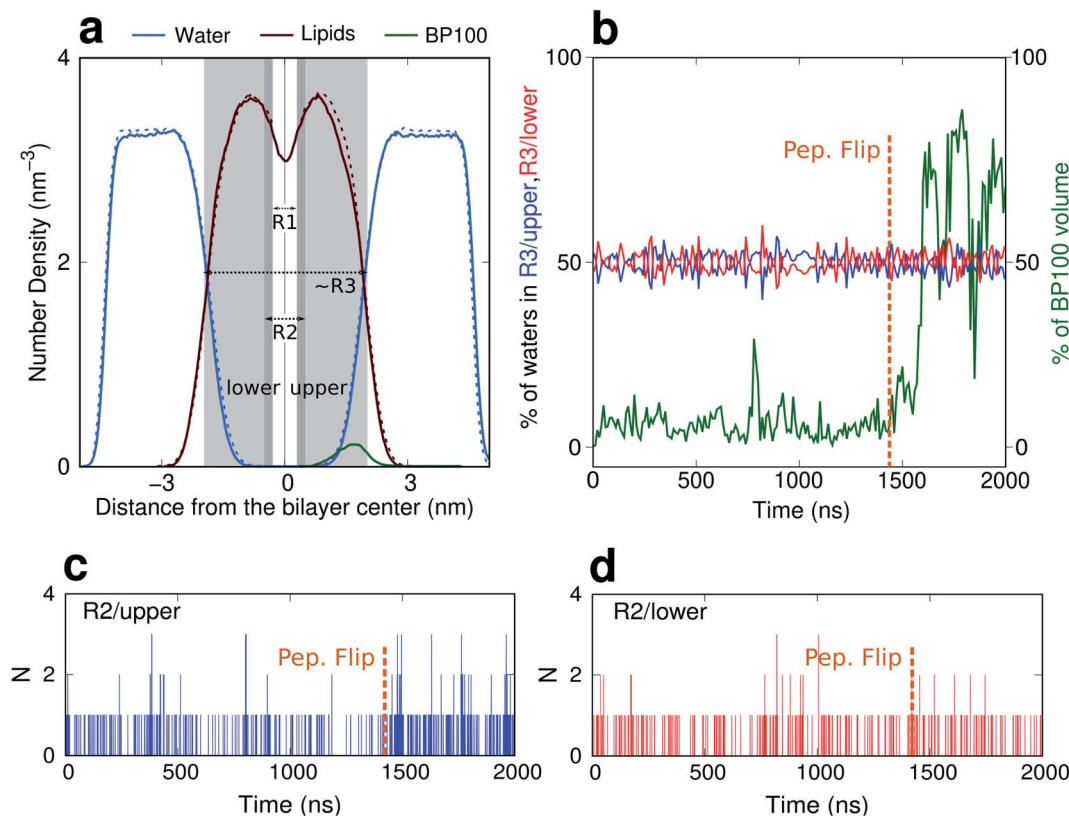 a
Water Lipids BP100
4
2
0
Number Density (nm⁻³)
R1
~R3
R2
lower upper
−3 0 3
Distance from the bilayer center (nm)
b
100 100
50 50
0 0
% of waters in R3/upper,R3/lower
% of BP100 volume
Pep. Flip
0 500 1000 1500 2000
Time (ns)
c
4
2
0
N
R2/upper
Pep. Flip
0 500 1000 1500 2000
Time (ns)
d
4
2
0
N
R2/lower
Pep. Flip
0 500 1000 1500 2000
Time (ns)